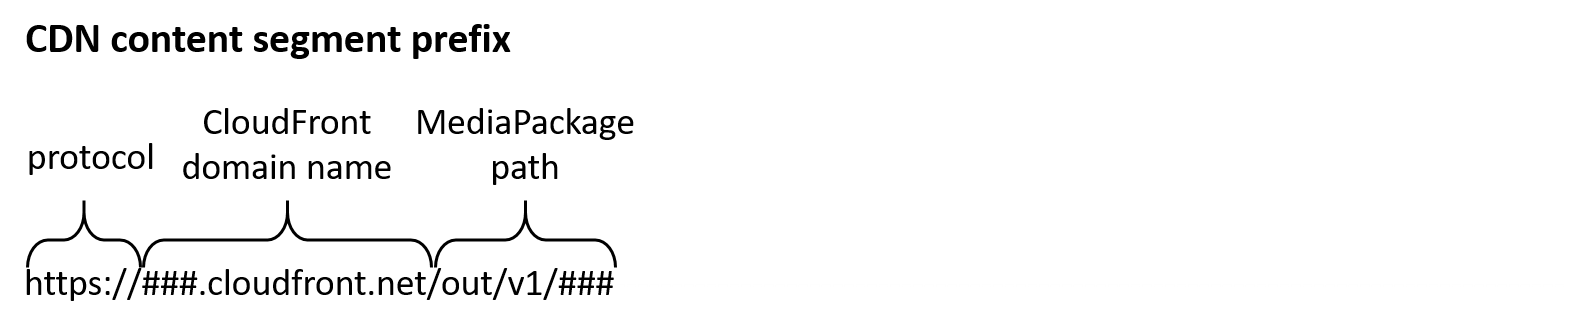 CDN content segment prefix
protocol
CloudFront
domain name
MediaPackage
path
https://###.cloudfront.net/out/v1/###